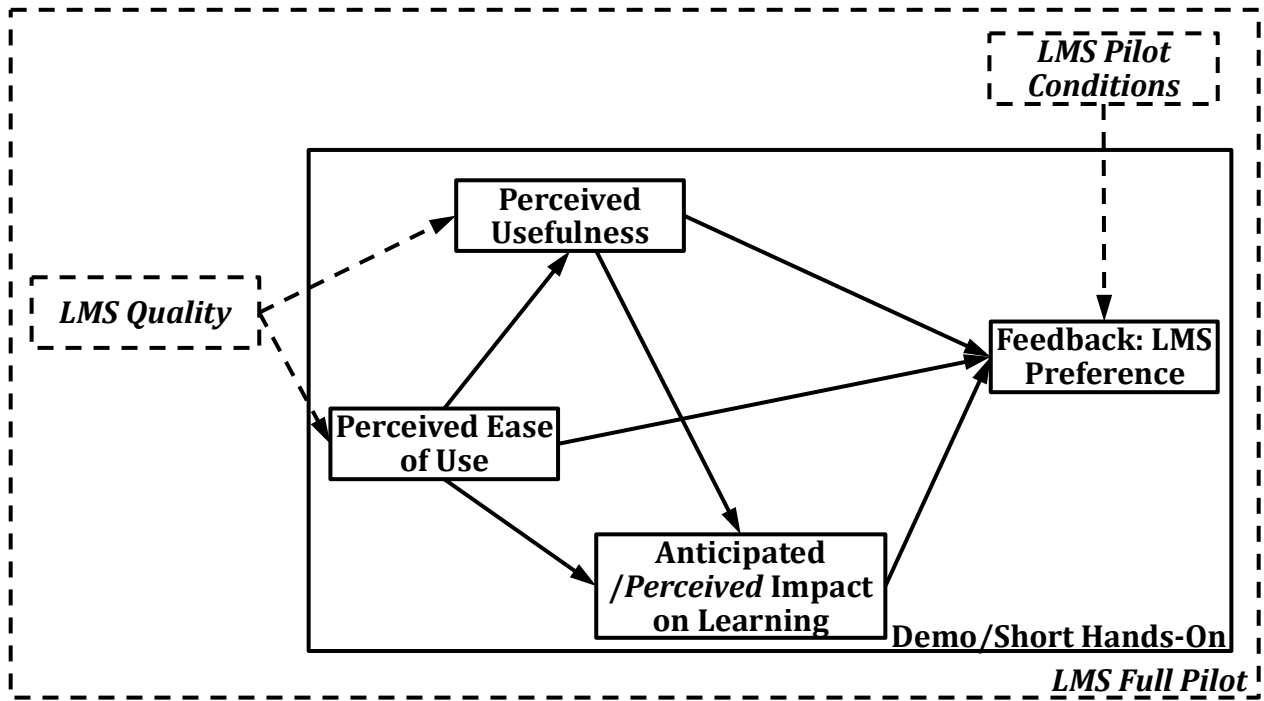 LMS Pilot
Conditions
Perceived
Usefulness
LMS Quality
Feedback: LMS
Preference
Perceived Ease
of Use
Anticipated
/Perceived Impact
on Learning
Demo/Short Hands-On
LMS Full Pilot